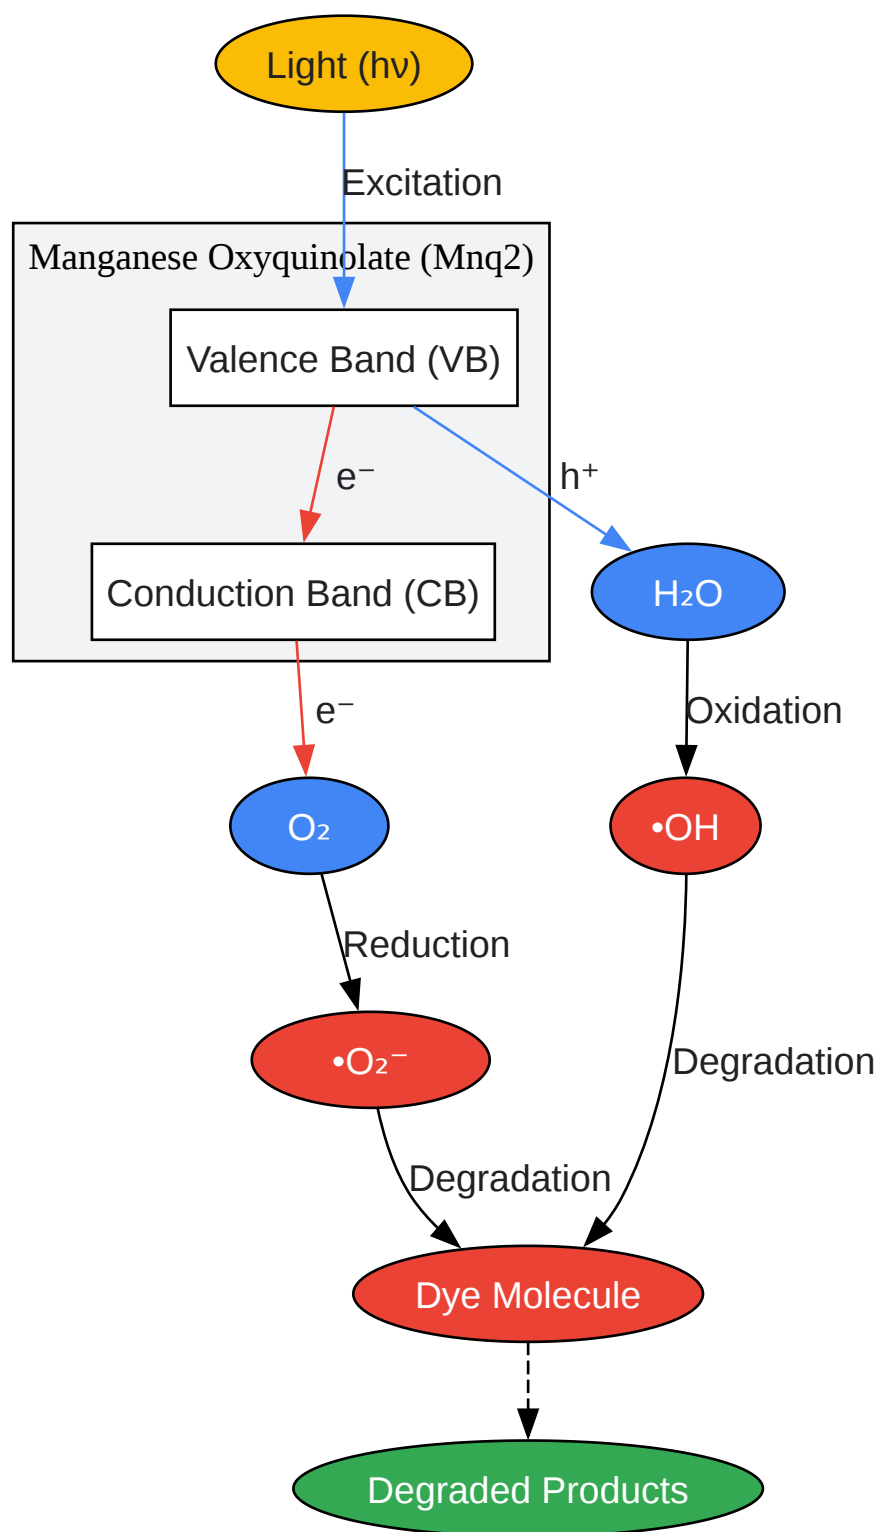 Light (hν)
Excitation
Manganese Oxyquinolate (Mnq2)
Valence Band (VB)
e⁻
h⁺
Conduction Band (CB)
H₂O
e⁻
Oxidation
O₂
•OH
Reduction
•O₂⁻
Degradation
Degradation
Dye Molecule
Degraded Products